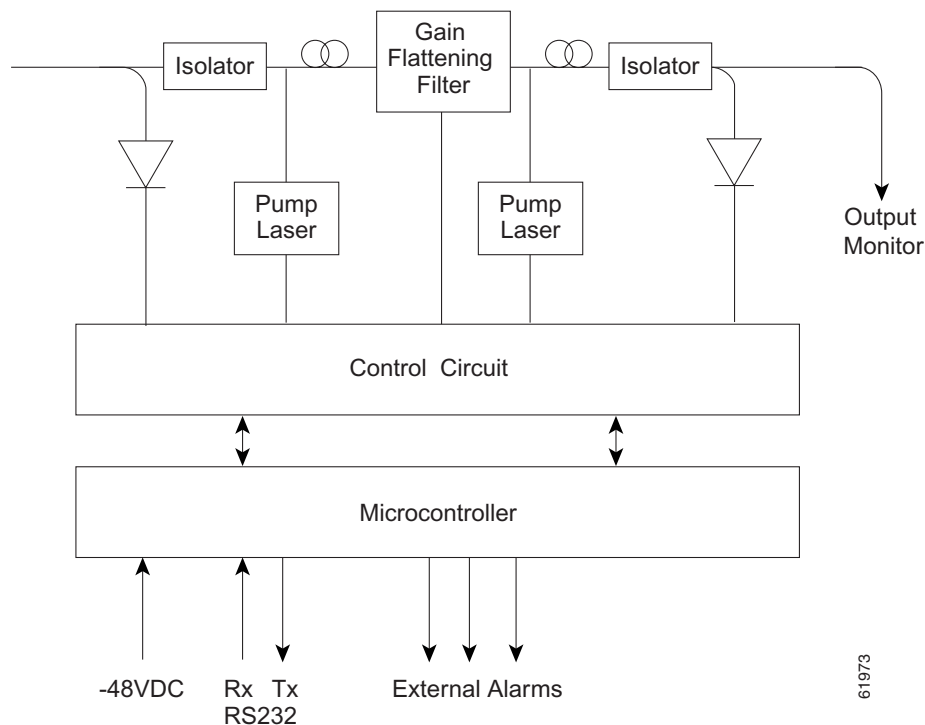 Isolator
Gain
Flattening
Filter
Isolator
Pump
Laser
Pump
Laser
Output
Monitor
Control Circuit
Microcontroller
-48VDC
Rx Tx
RS232
External Alarms
61973